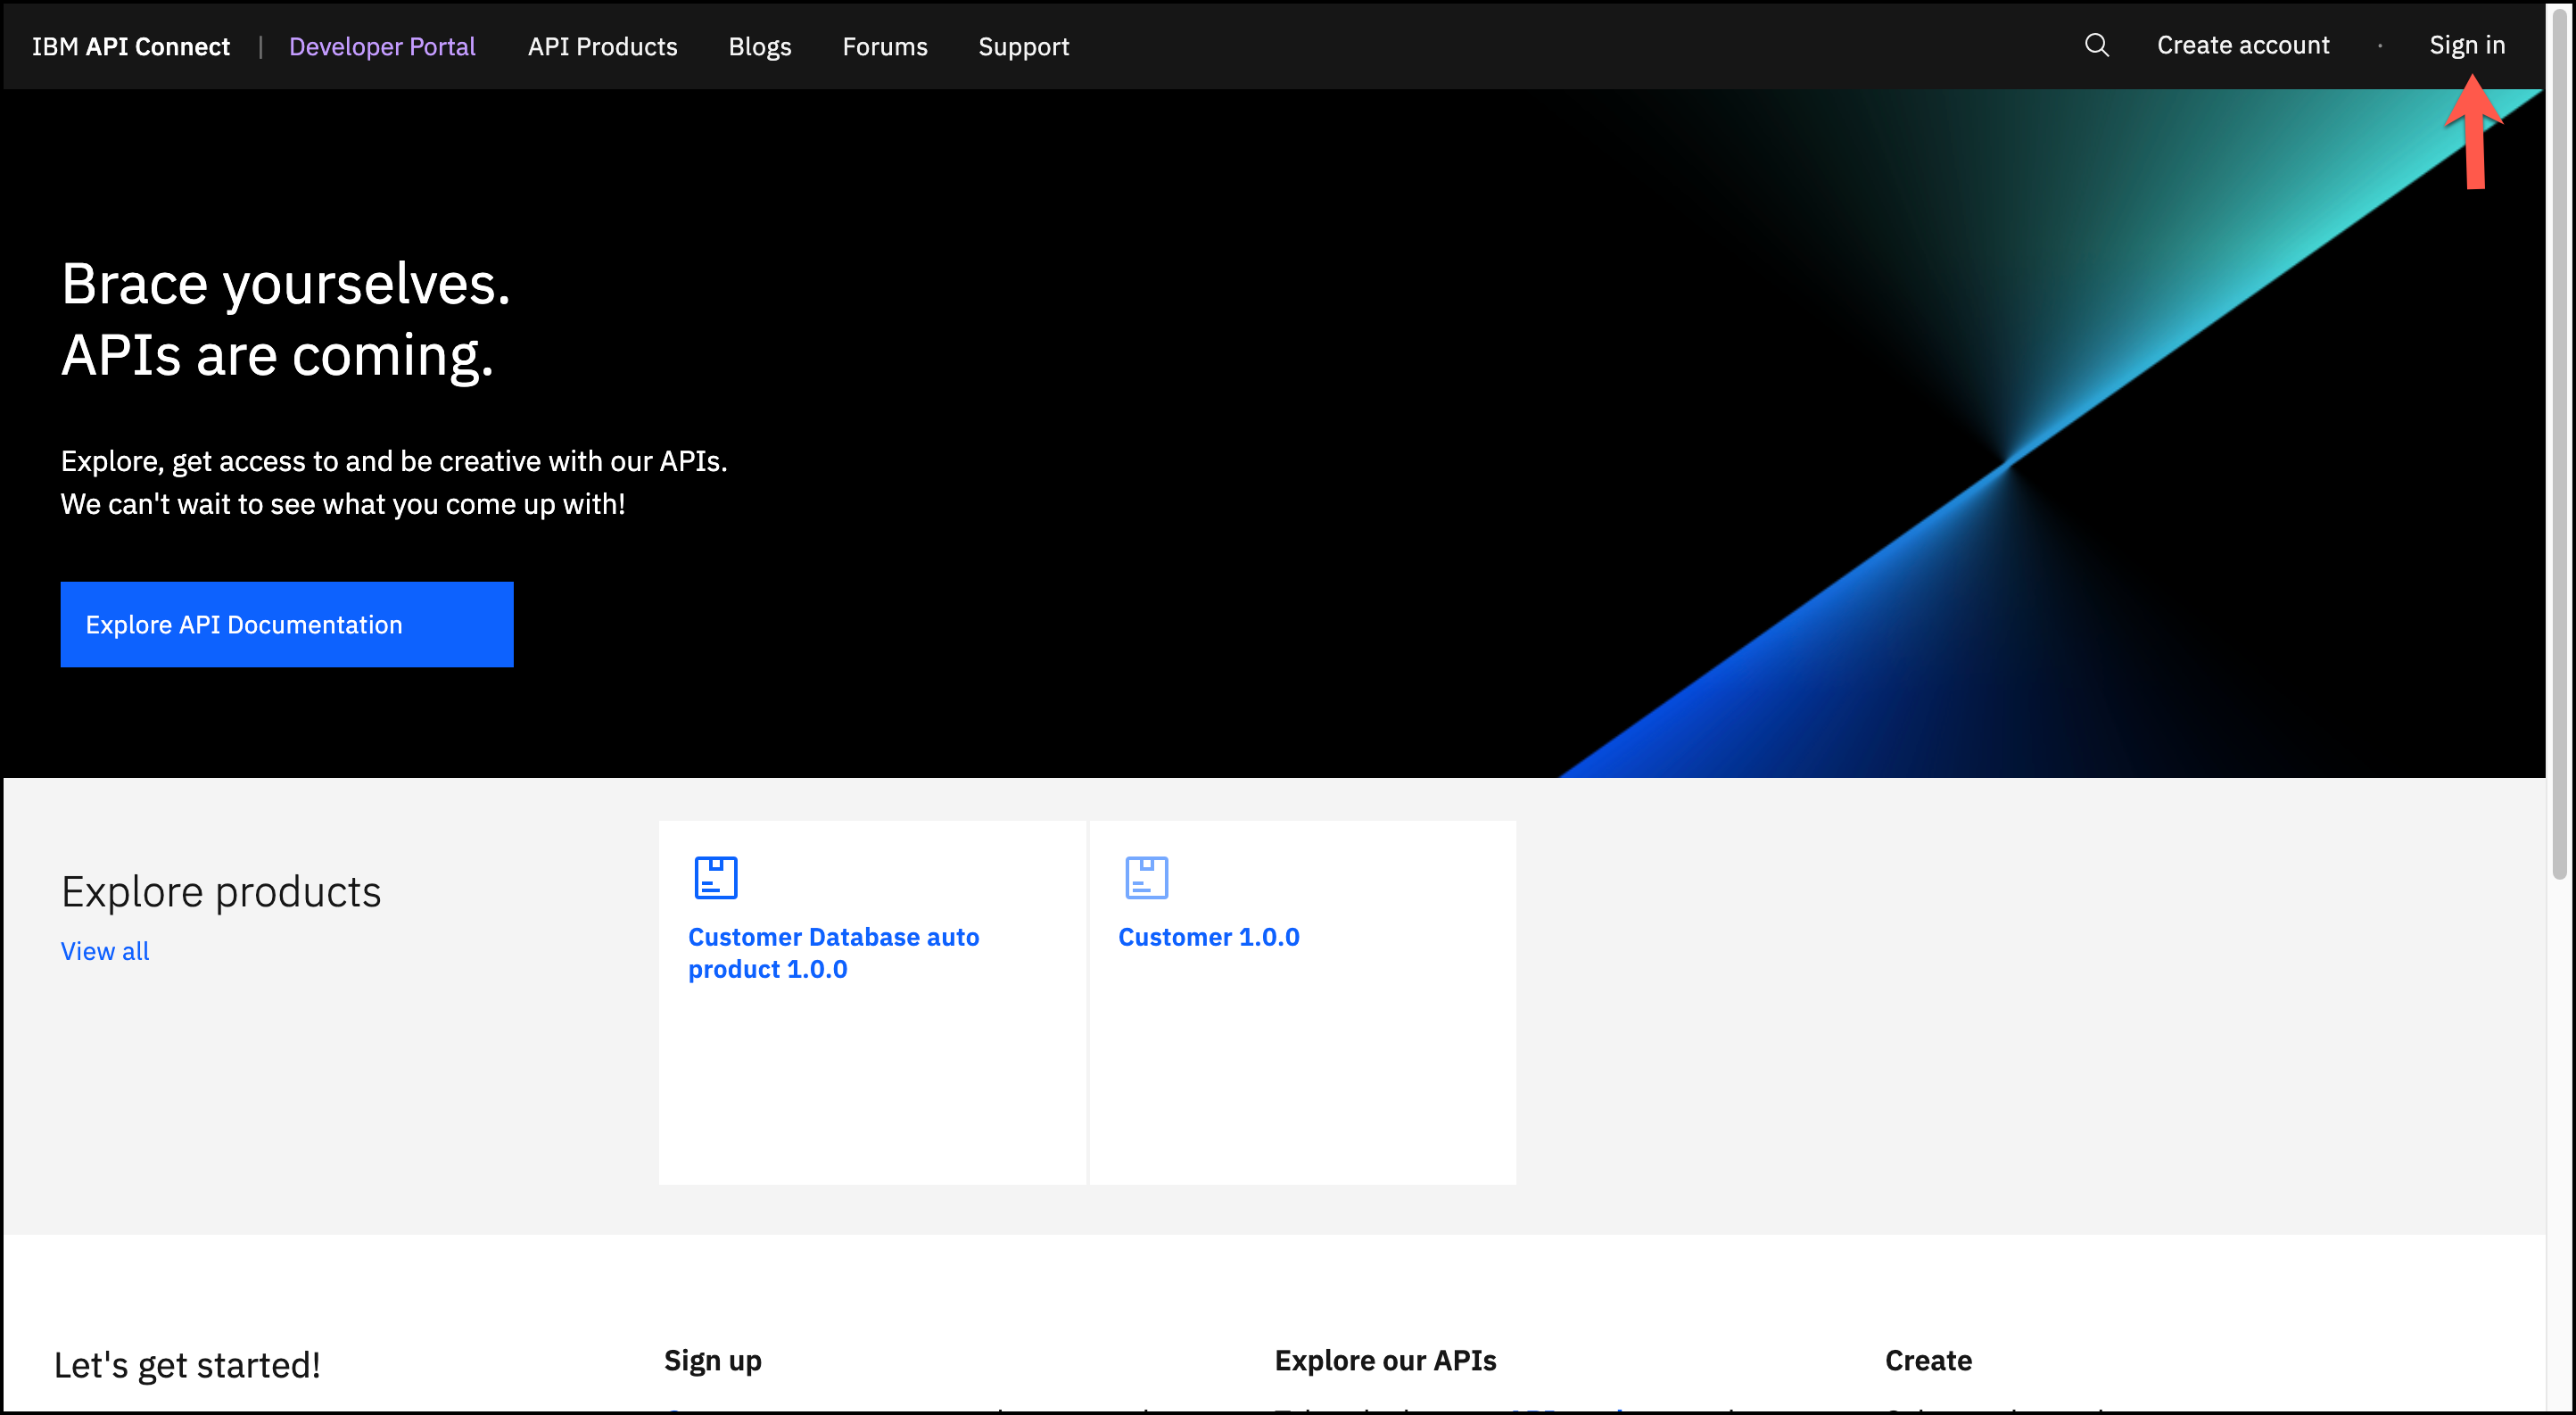 IBM API Connect | Developer Portal API Products Blogs Forums Support Create account · Sign in
Brace yourselves.
APIs are coming.
Explore, get access to and be creative with our APIs.
We can't wait to see what you come up with!
Explore API Documentation
Explore products
View all
Customer Database auto
product 1.0.0
Customer 1.0.0
Let's get started!
Sign up
Explore our APIs
Create